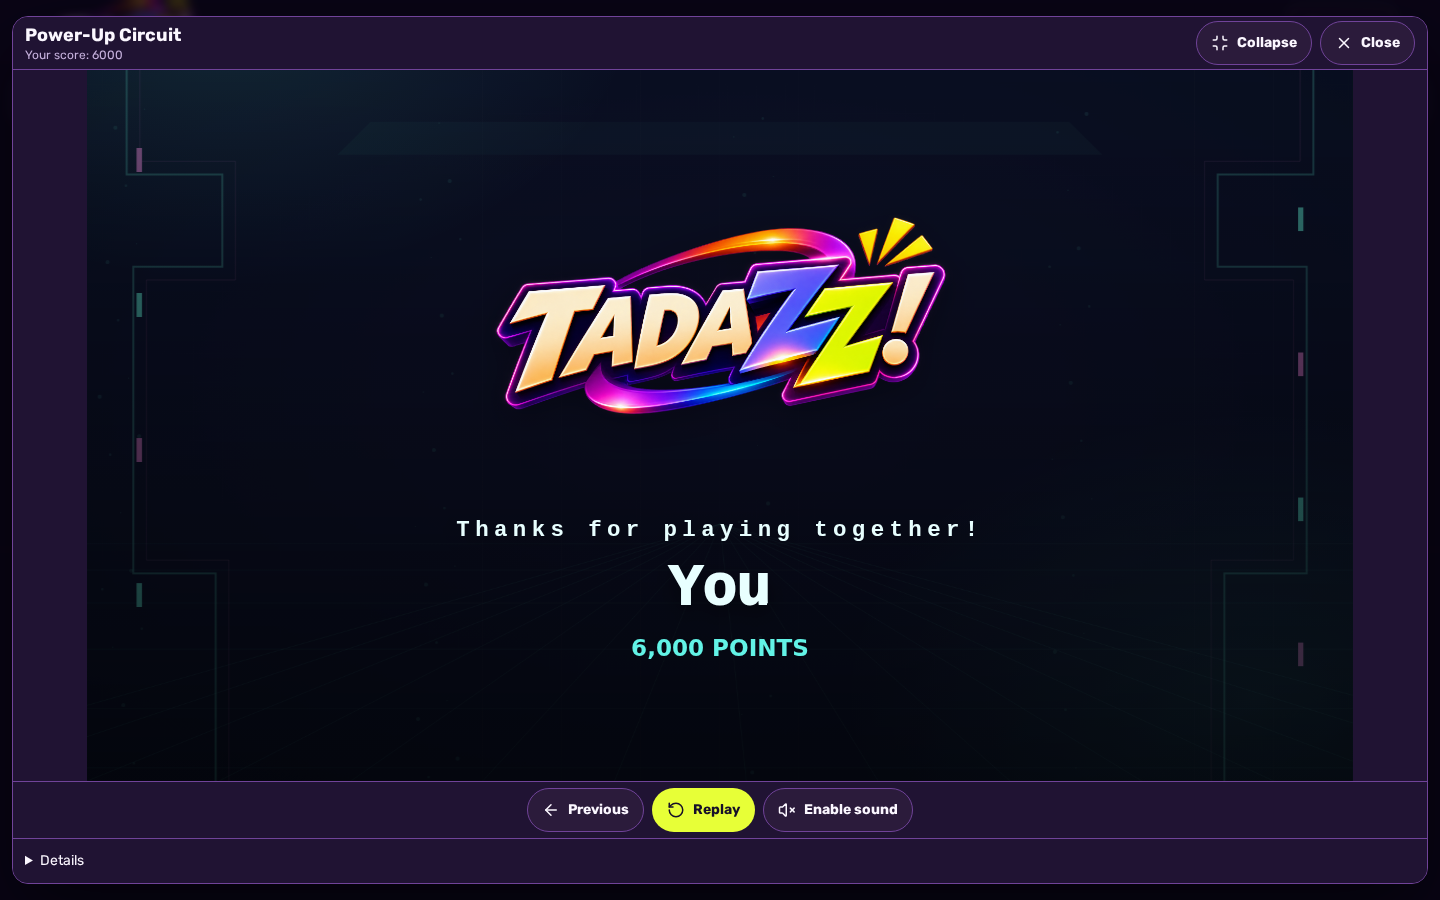 Power-Up Circuit
Your score: 6000
Collapse
Close
TADAZZ!
Thanks for playing together!
You
6,000 POINTS
Previous
Replay
Enable sound
Details